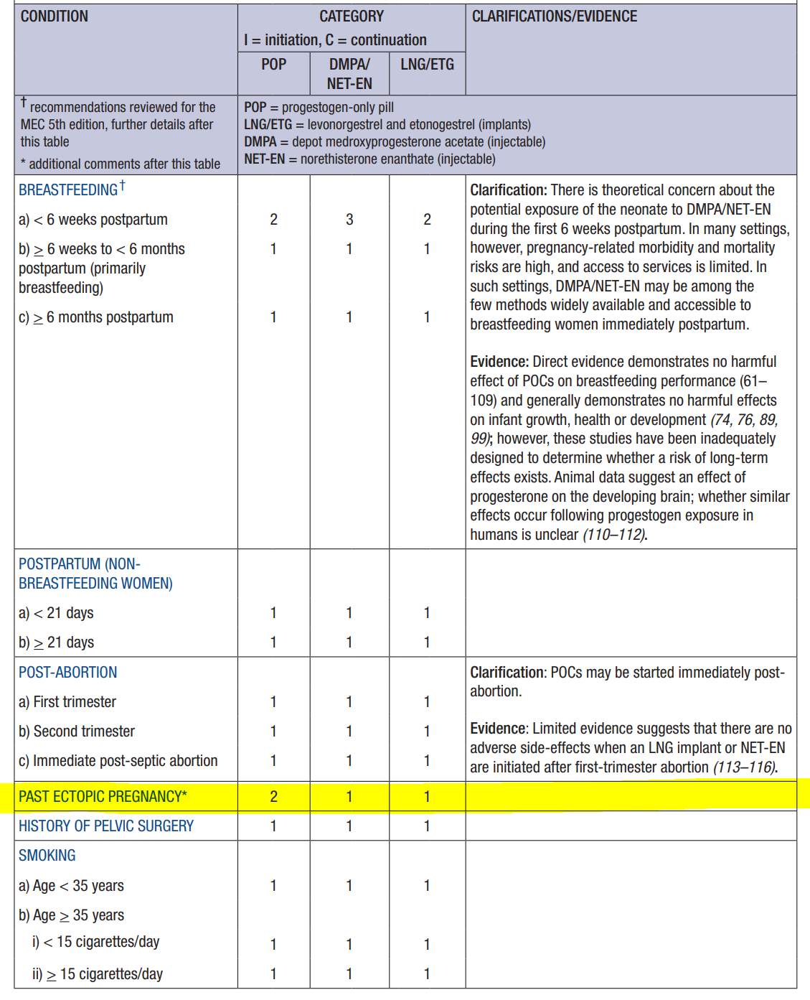 CONDITION
CATEGORY
I = initiation, C = continuation
CLARIFICATIONS/EVIDENCE
POP
DMPA/
NET-EN
LNG/ETG
† recommendations reviewed for the
MEC 5th edition, further details after
this table
* additional comments after this table
POP = progestogen-only pill
LNG/ETG = levonorgestrel and etonogestrel (implants)
DMPA = depot medroxyprogesterone acetate (injectable)
NET-EN = norethisterone enanthate (injectable)
BREASTFEEDING†
a) < 6 weeks postpartum 2 3 2
b) ≥ 6 weeks to < 6 months 1 1 1
postpartum (primarily
breastfeeding)
c) ≥ 6 months postpartum 1 1 1
Clarification: There is theoretical concern about the
potential exposure of the neonate to DMPA/NET-EN
during the first 6 weeks postpartum. In many settings,
however, pregnancy-related morbidity and mortality
risks are high, and access to services is limited. In
such settings, DMPA/NET-EN may be among the
few methods widely available and accessible to
breastfeeding women immediately postpartum.
Evidence: Direct evidence demonstrates no harmful
effect of POCs on breastfeeding performance (61–
109) and generally demonstrates no harmful effects
on infant growth, health or development (74, 76, 89,
99); however, these studies have been inadequately
designed to determine whether a risk of long-term
effects exists. Animal data suggest an effect of
progesterone on the developing brain; whether similar
effects occur following progestogen exposure in
humans is unclear (110–112).
POSTPARTUM (NON-
BREASTFEEDING WOMEN)
a) < 21 days 1 1 1
b) ≥ 21 days 1 1 1
POST-ABORTION
a) First trimester 1 1 1
b) Second trimester 1 1 1
c) Immediate post-septic abortion 1 1 1
Clarification: POCs may be started immediately post-
abortion.
Evidence: Limited evidence suggests that there are no
adverse side-effects when an LNG implant or NET-EN
are initiated after first-trimester abortion (113–116).
PAST ECTOPIC PREGNANCY* 2 1 1
HISTORY OF PELVIC SURGERY 1 1 1
SMOKING
a) Age < 35 years 1 1 1
b) Age ≥ 35 years
i) < 15 cigarettes/day 1 1 1
ii) ≥ 15 cigarettes/day 1 1 1